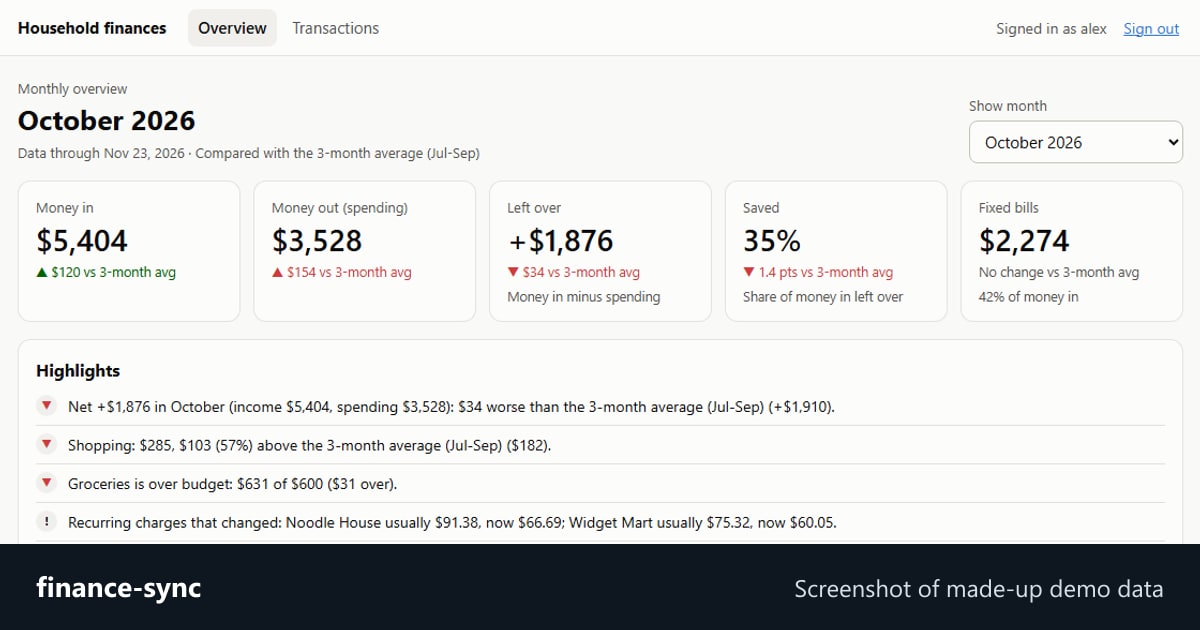 Household finances Overview Transactions Signed in as alex Sign out
Monthly overview
October 2026
Data through Nov 23, 2026 · Compared with the 3-month average (Jul-Sep)
Show month
October 2026
Money in
$5,404
▲ $120 vs 3-month avg
Money out (spending)
$3,528
▲ $154 vs 3-month avg
Left over
+$1,876
▼ $34 vs 3-month avg
Money in minus spending
Saved
35%
▼ 1.4 pts vs 3-month avg
Share of money in left over
Fixed bills
$2,274
No change vs 3-month avg
42% of money in
Highlights
▼ Net +$1,876 in October (income $5,404, spending $3,528): $34 worse than the 3-month average (Jul-Sep) (+$1,910).
▼ Shopping: $285, $103 (57%) above the 3-month average (Jul-Sep) ($182).
▼ Groceries is over budget: $631 of $600 ($31 over).
! Recurring charges that changed: Noodle House usually $91.38, now $66.69; Widget Mart usually $75.32, now $60.05.
finance-sync
Screenshot of made-up demo data